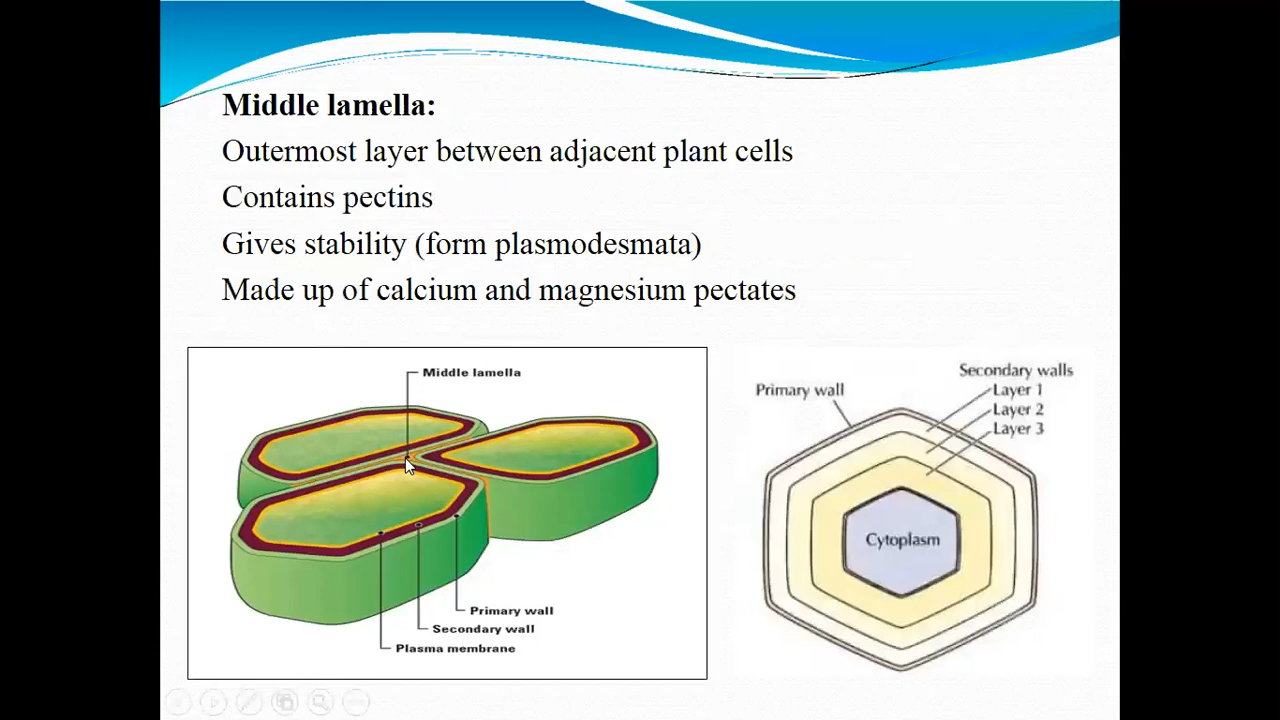 Middle lamella:
Outermost layer between adjacent plant cells
Contains pectins
Gives stability (form plasmodesmata)
Made up of calcium and magnesium pectates
Middle lamella
Primary wall
Secondary wall
Plasma membrane
Secondary walls
Primary wall
Layer 1
Layer 2
Layer 3
Cytoplasm